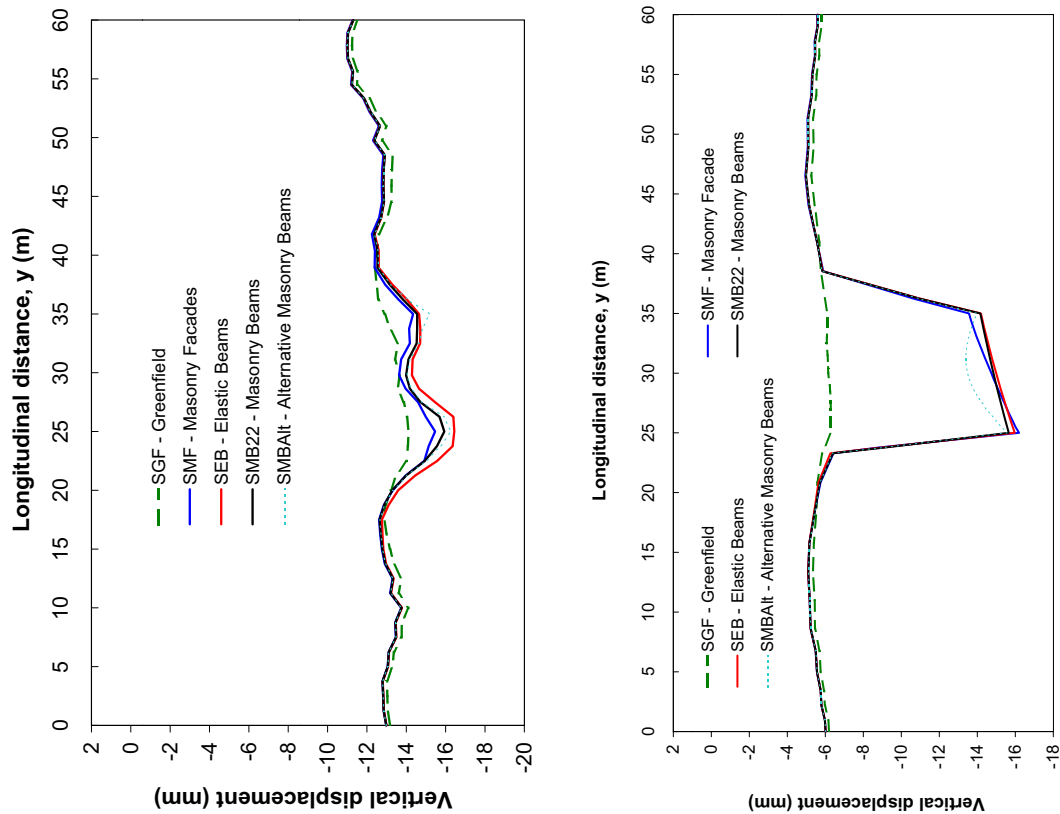 Longitudinal distance, y (m)
0 5 10 15 20 25 30 35 40 45 50 55 60
2
0
-2
-4
-6
-8
-10
-12
-14
-16
-18
-20
Vertical displacement (mm)
SGF - Greenfield
SMF - Masonry Facades
SEB - Elastic Beams
SMB22 - Masonry Beams
SMBAlt - Alternative Masonry Beams
Longitudinal distance, y (m)
0 5 10 15 20 25 30 35 40 45 50 55 60
2
0
-2
-4
-6
-8
-10
-12
-14
-16
-18
Vertical displacement (mm)
SGF - Greenfield
SMF - Masonry Facade
SEB - Elastic Beams
SMB22 - Masonry Beams
SMBAlt - Alternative Masonry Beams